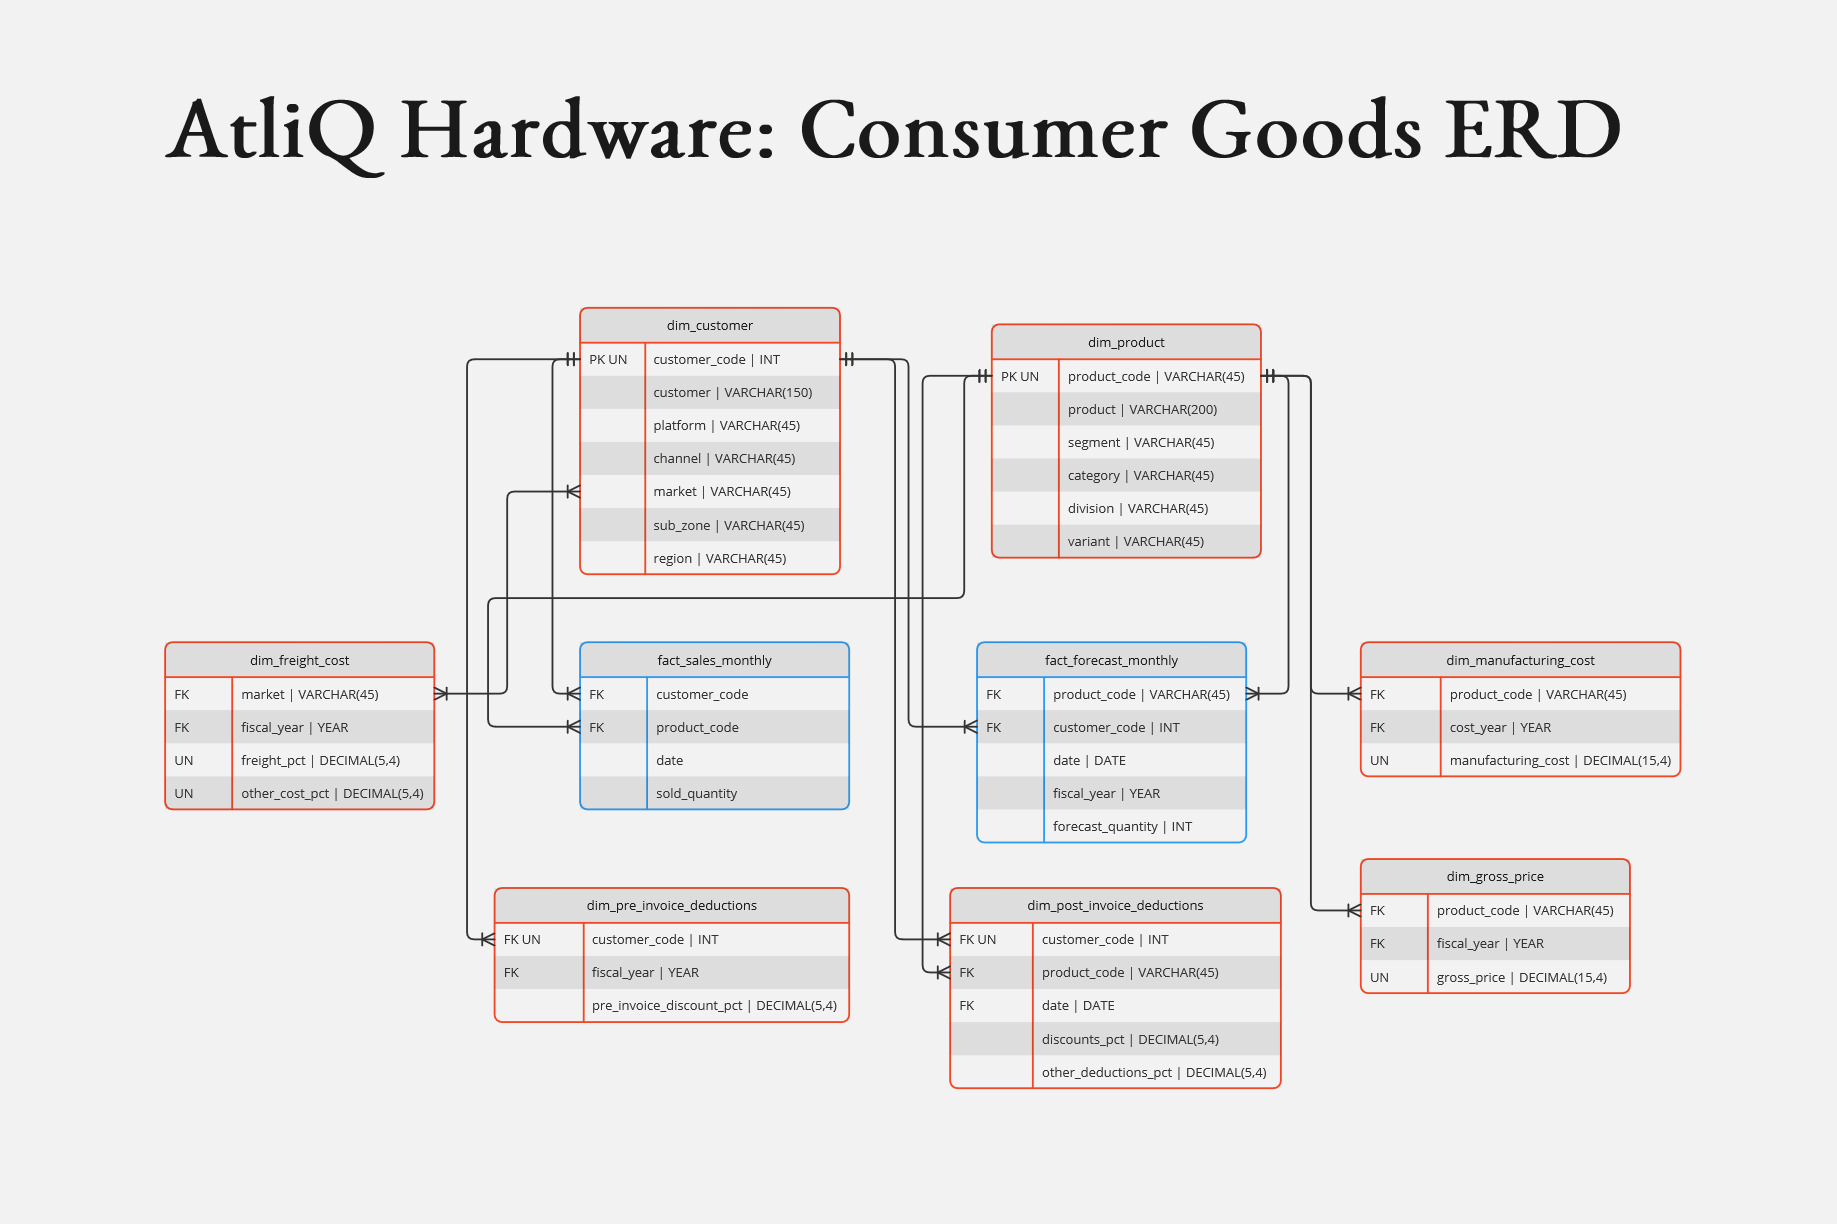 AtliQ Hardware: Consumer Goods ERD
dim_customer
PK UN customer_code | INT
customer | VARCHAR(150)
platform | VARCHAR(45)
channel | VARCHAR(45)
market | VARCHAR(45)
sub_zone | VARCHAR(45)
region | VARCHAR(45)
dim_product
PK UN product_code | VARCHAR(45)
product | VARCHAR(200)
segment | VARCHAR(45)
category | VARCHAR(45)
division | VARCHAR(45)
variant | VARCHAR(45)
dim_freight_cost
FK market | VARCHAR(45)
FK fiscal_year | YEAR
UN freight_pct | DECIMAL(5,4)
UN other_cost_pct | DECIMAL(5,4)
fact_sales_monthly
FK customer_code
FK product_code
date
sold_quantity
fact_forecast_monthly
FK product_code | VARCHAR(45)
FK customer_code | INT
date | DATE
fiscal_year | YEAR
forecast_quantity | INT
dim_manufacturing_cost
FK product_code | VARCHAR(45)
FK cost_year | YEAR
UN manufacturing_cost | DECIMAL(15,4)
dim_pre_invoice_deductions
FK UN customer_code | INT
FK fiscal_year | YEAR
pre_invoice_discount_pct | DECIMAL(5,4)
dim_post_invoice_deductions
FK UN customer_code | INT
FK product_code | VARCHAR(45)
FK date | DATE
discounts_pct | DECIMAL(5,4)
other_deductions_pct | DECIMAL(5,4)
dim_gross_price
FK product_code | VARCHAR(45)
FK fiscal_year | YEAR
UN gross_price | DECIMAL(15,4)